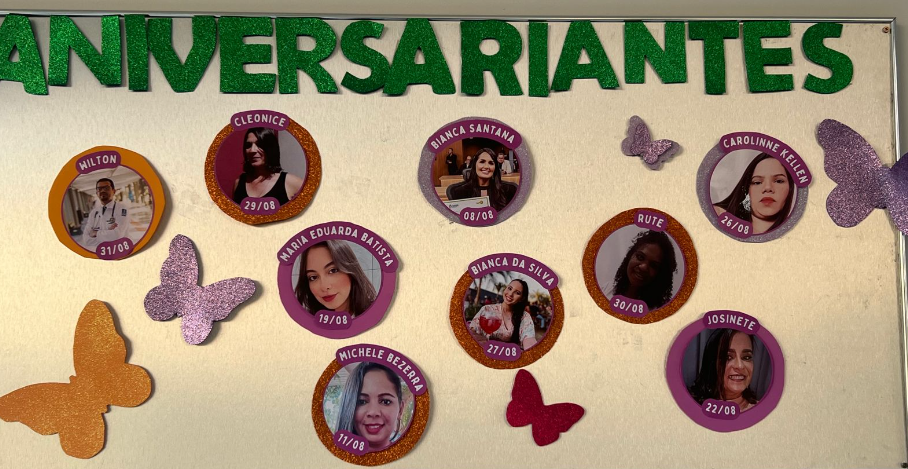 ANIVERSARIANTES
WILTON
31/08
CLEONICE
29/08
BIANCA SANTANA
08/08
CAROLINNE KELLEN
26/08
MARIA EDUARDA BATISTA
19/08
BIANCA DA SILVA
27/08
RUTE
30/08
MICHELE BEZERRA
11/08
JOSINETE
22/08